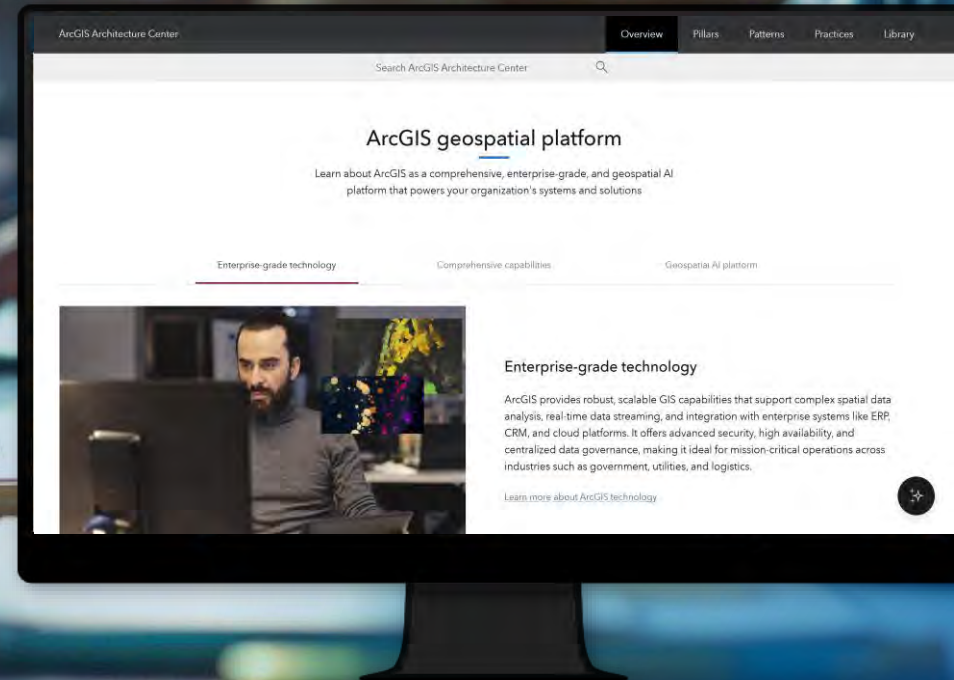 ArcGIS Architecture Center
Overview
Pillars
Patterns
Practices
Library
Search ArcGIS Architecture Center
ArcGIS geospatial platform
Learn about ArcGIS as a comprehensive, enterprise-grade, and geospatial AI
platform that powers your organization's systems and solutions
Enterprise-grade technology
Comprehensive capabilities
Geospatial AI platform
Enterprise-grade technology
ArcGIS provides robust, scalable GIS capabilities that support complex spatial data
analysis, real-time data streaming, and integration with enterprise systems like ERP,
CRM, and cloud platforms. It offers advanced security, high availability, and
centralized data governance, making it ideal for mission-critical operations across
industries such as government, utilities, and logistics.
Learn more about ArcGIS technology